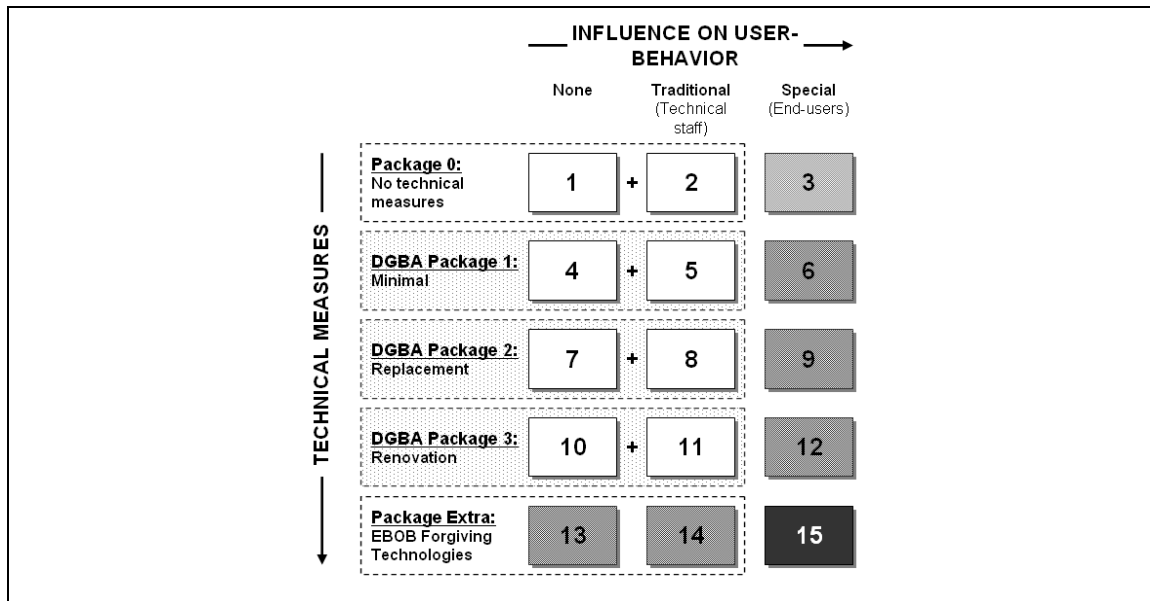 INFLUENCE ON USER-
BEHAVIOR
None
Traditional
(Technical
staff)
Special
(End-users)
TECHNICAL MEASURES
Package 0:
No technical
measures
1 + 2 3
DGBA Package 1:
Minimal
4 + 5 6
DGBA Package 2:
Replacement
7 + 8 9
DGBA Package 3:
Renovation
10 + 11 12
Package Extra:
EBOB Forgiving
Technologies
13 14 15